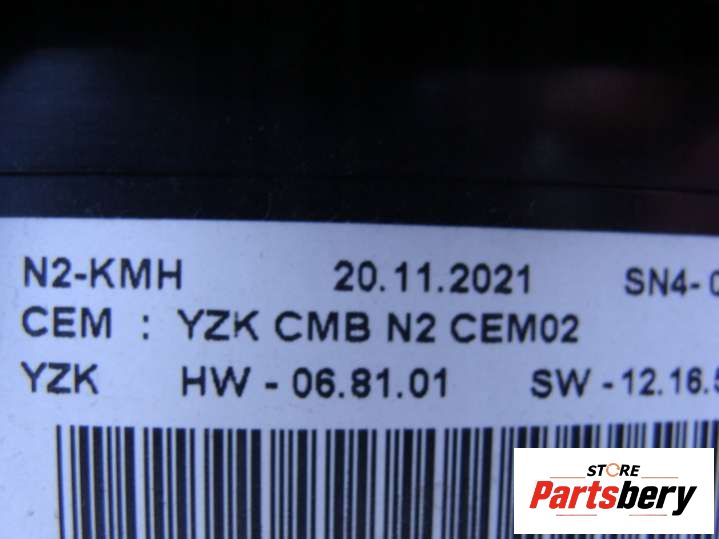 N2-KMH 20.11.2021 SN4-
CEM : YZK CMB N2 CEM02
YZK HW - 06.81.01 SW - 12.16.
STORE
Partsbery